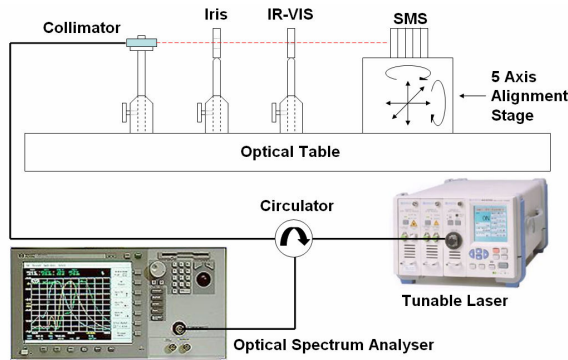 Collimator
Iris
IR-VIS
SMS
5 Axis
Alignment
Stage
Optical Table
Circulator
Tunable Laser
Optical Spectrum Analyser